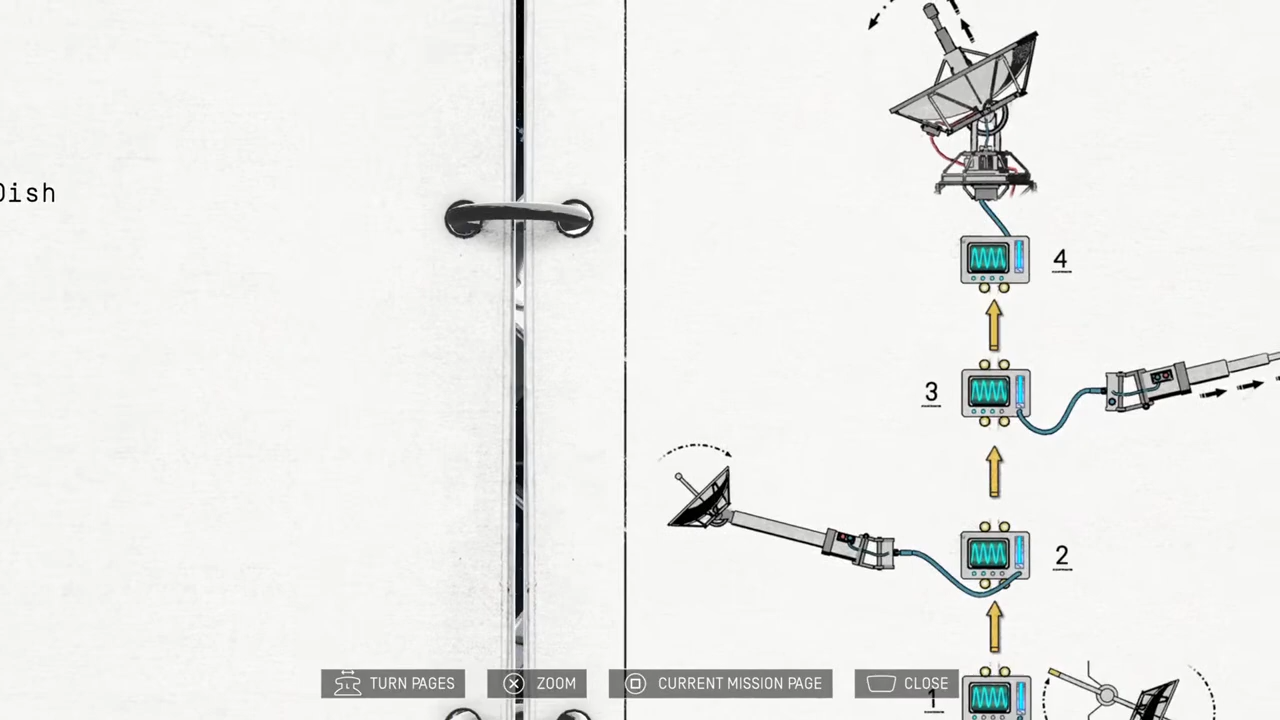 Dish
4
3
2
1
TURN PAGES
ZOOM
CURRENT MISSION PAGE
CLOSE